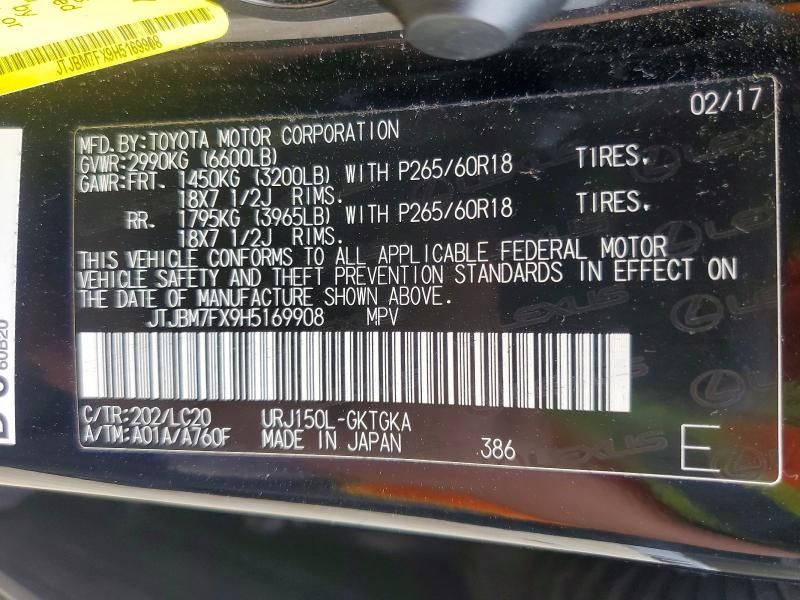 JTJBM7FX9H5169908
60B20
02/17
MFD.BY:TOYOTA MOTOR CORPORATION
GVWR:2990KG (6600LB)
GAWR:FRT. 1450KG (3200LB) WITH P265/60R18 TIRES.
18X7 1/2J RIMS.
RR. 1795KG (3965LB) WITH P265/60R18 TIRES.
18X7 1/2J RIMS.
THIS VEHICLE CONFORMS TO ALL APPLICABLE FEDERAL MOTOR
VEHICLE SAFETY AND THEFT PREVENTION STANDARDS IN EFFECT ON
THE DATE OF MANUFACTURE SHOWN ABOVE.
JTJBM7FX9H5169908 MPV
C/TR:202/LC20 URJ150L-GKTGKA
A/TM:A01A/A760F MADE IN JAPAN 386 E
LEXUS